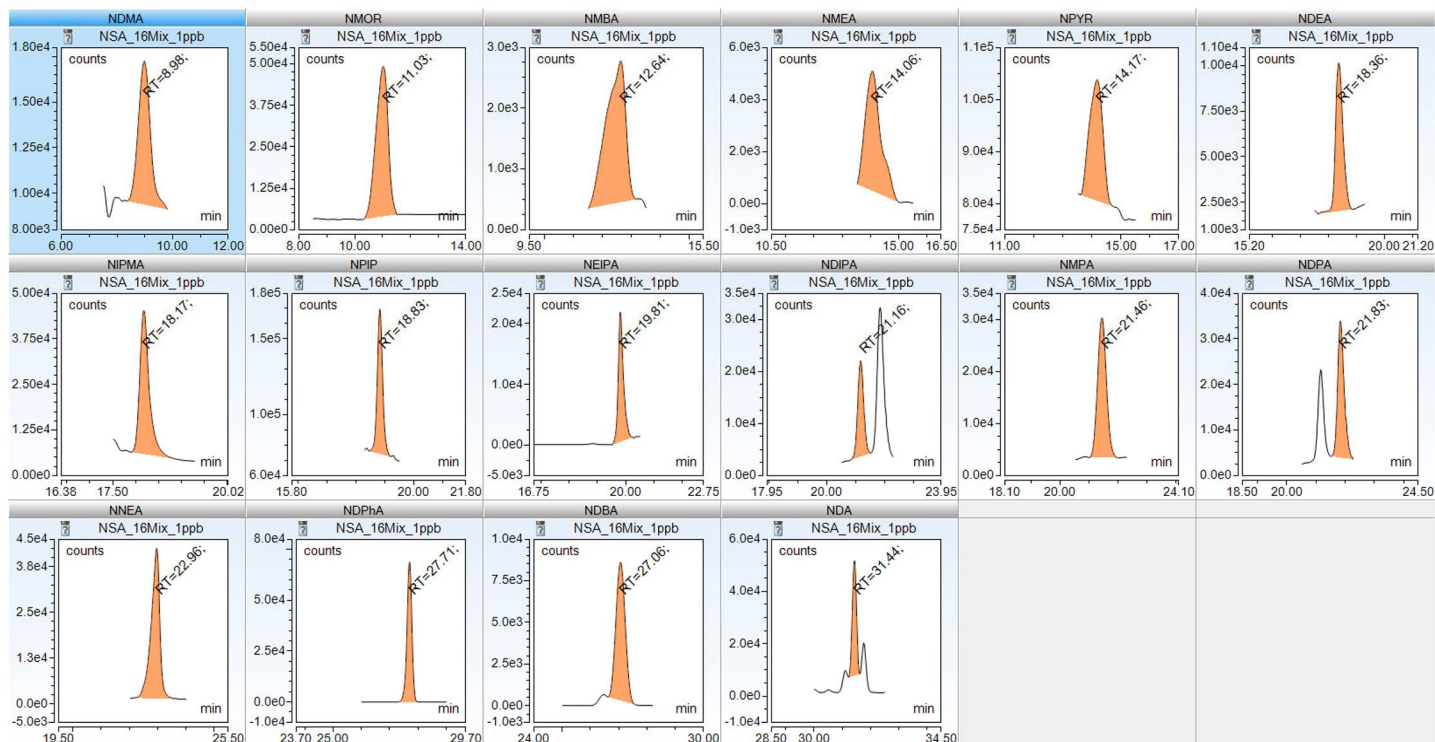 NDMA
NSA_16Mix_1ppb
1.80e4
counts
RT=8.98;
1.50e4
1.25e4
1.00e4
8.00e3
min
6.00 10.00 12.00
NMOR
NSA_16Mix_1ppb
5.00e4
counts
RT=11.03;
3.75e4
2.50e4
1.25e4
0.00e0
min
8.00 10.00 14.00
NMBA
NSA_16Mix_1ppb
3.0e3
counts
RT=12.64;
2.0e3
1.0e3
0.0e0
min
9.50 15.50
NMEA
NSA_16Mix_1ppb
6.0e3
counts
RT=14.06;
4.0e3
2.0e3
0.0e0
-1.0e3
min
10.50 15.00 16.50
NPYR
NSA_16Mix_1ppb
1.1e5
counts
RT=14.17;
1.0e5
9.0e4
8.0e4
7.5e4
min
11.00 15.00 17.00
NDEA
NSA_16Mix_1ppb
1.10e4
counts
RT=18.36;
1.00e4
7.50e3
5.00e3
2.50e3
1.00e3
min
15.20 20.00 21.20
NIPMA
NSA_16Mix_1ppb
5.00e4
counts
RT=18.17;
3.75e4
2.50e4
1.25e4
0.00e0
min
16.38 17.50 20.02
NPIP
NSA_16Mix_1ppb
1.8e5
counts
RT=18.83;
1.5e5
1.0e5
6.0e4
min
15.80 20.00 21.80
NEIPA
NSA_16Mix_1ppb
2.5e4
counts
RT=19.81;
2.0e4
1.0e4
0.0e0
-5.0e3
min
16.75 20.00 22.75
NDIPA
NSA_16Mix_1ppb
3.5e4
counts
RT=21.16;
3.0e4
2.0e4
1.0e4
0.0e0
min
17.95 20.00 23.95
NMPA
NSA_16Mix_1ppb
3.5e4
counts
RT=21.46;
3.0e4
2.0e4
1.0e4
0.0e0
min
18.10 20.00 24.10
NDPA
NSA_16Mix_1ppb
4.0e4
counts
RT=21.83;
3.0e4
2.0e4
1.0e4
0.0e0
min
18.50 20.00 24.50
NNEA
NSA_16Mix_1ppb
4.5e4
counts
RT=22.96;
3.8e4
2.5e4
1.3e4
0.0e0
-5.0e3
min
19.50 25.50
NDPhA
NSA_16Mix_1ppb
8.0e4
counts
RT=27.71;
5.0e4
2.5e4
0.0e0
-1.0e4
min
23.70 25.00 29.70
NDBA
NSA_16Mix_1ppb
1.0e4
counts
RT=27.06;
7.5e3
5.0e3
2.5e3
0.0e0
-1.0e3
min
24.00 30.00
NDA
NSA_16Mix_1ppb
6.0e4
counts
RT=31.44;
4.0e4
2.0e4
0.0e0
-1.0e4
min
28.50 30.00 34.50